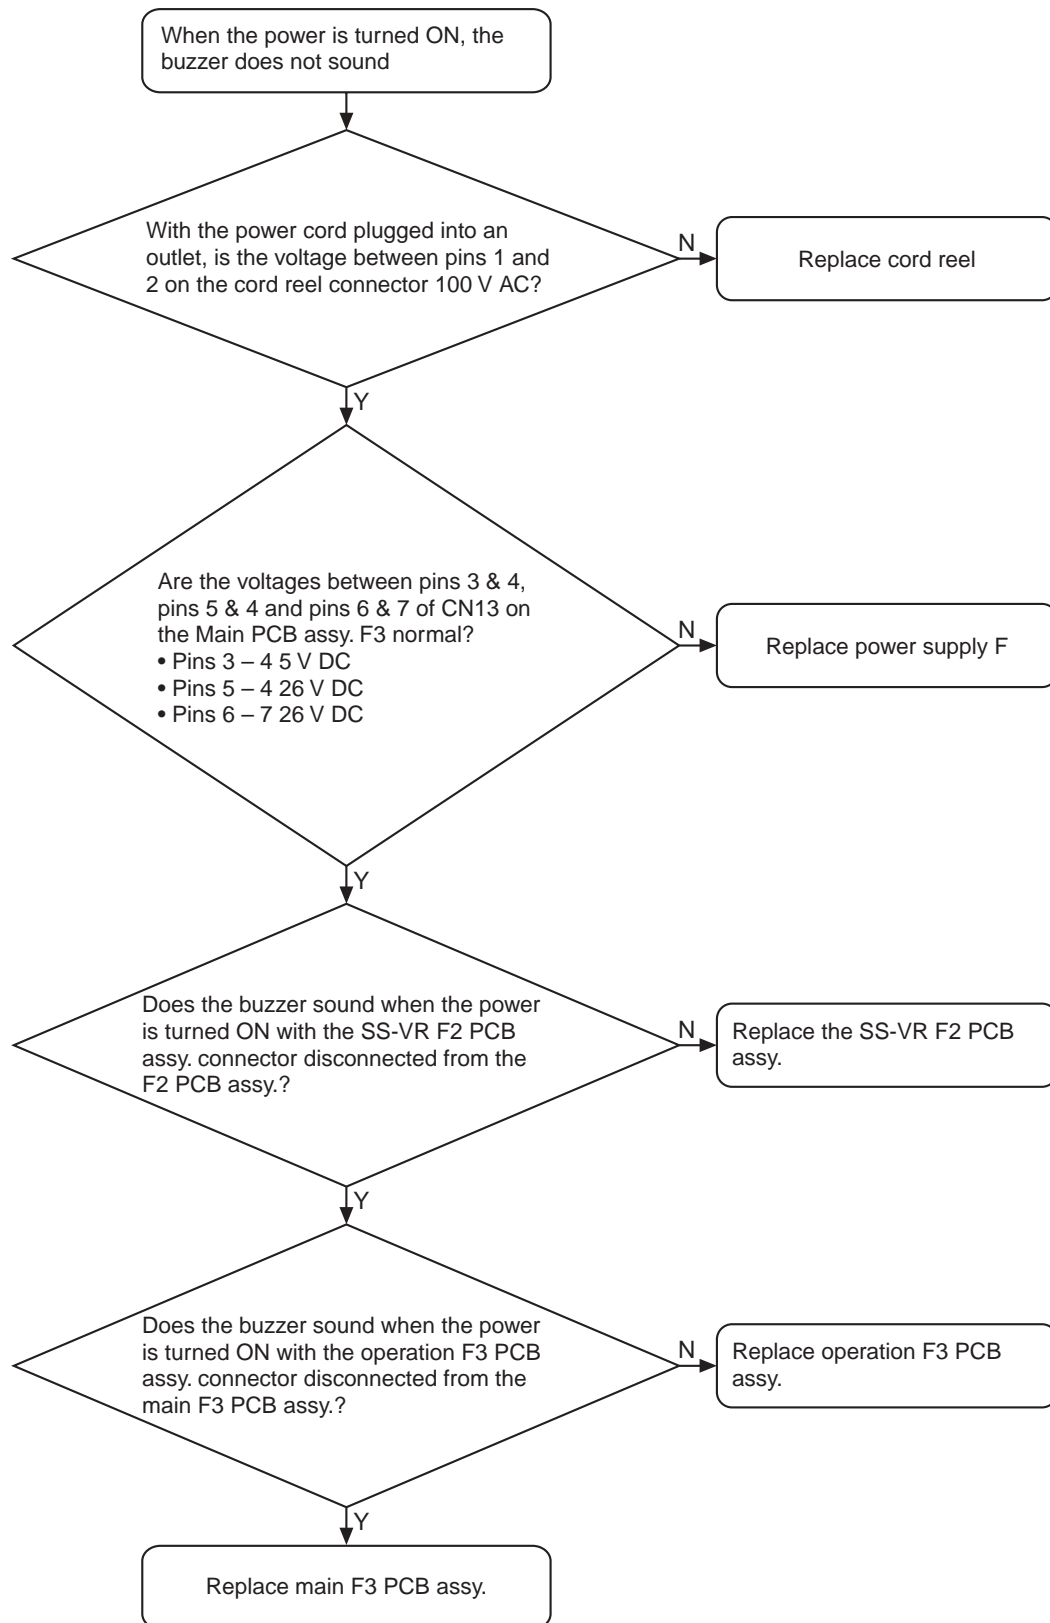 When the power is turned ON, the
buzzer does not sound
With the power cord plugged into an
outlet, is the voltage between pins 1 and
2 on the cord reel connector 100 V AC?
N
Replace cord reel
Y
Are the voltages between pins 3 & 4,
pins 5 & 4 and pins 6 & 7 of CN13 on
the Main PCB assy. F3 normal?
• Pins 3 – 4 5 V DC
• Pins 5 – 4 26 V DC
• Pins 6 – 7 26 V DC
N
Replace power supply F
Y
Does the buzzer sound when the power
is turned ON with the SS-VR F2 PCB
assy. connector disconnected from the
F2 PCB assy.?
N
Replace the SS-VR F2 PCB
assy.
Y
Does the buzzer sound when the power
is turned ON with the operation F3 PCB
assy. connector disconnected from the
main F3 PCB assy.?
N
Replace operation F3 PCB
assy.
Y
Replace main F3 PCB assy.